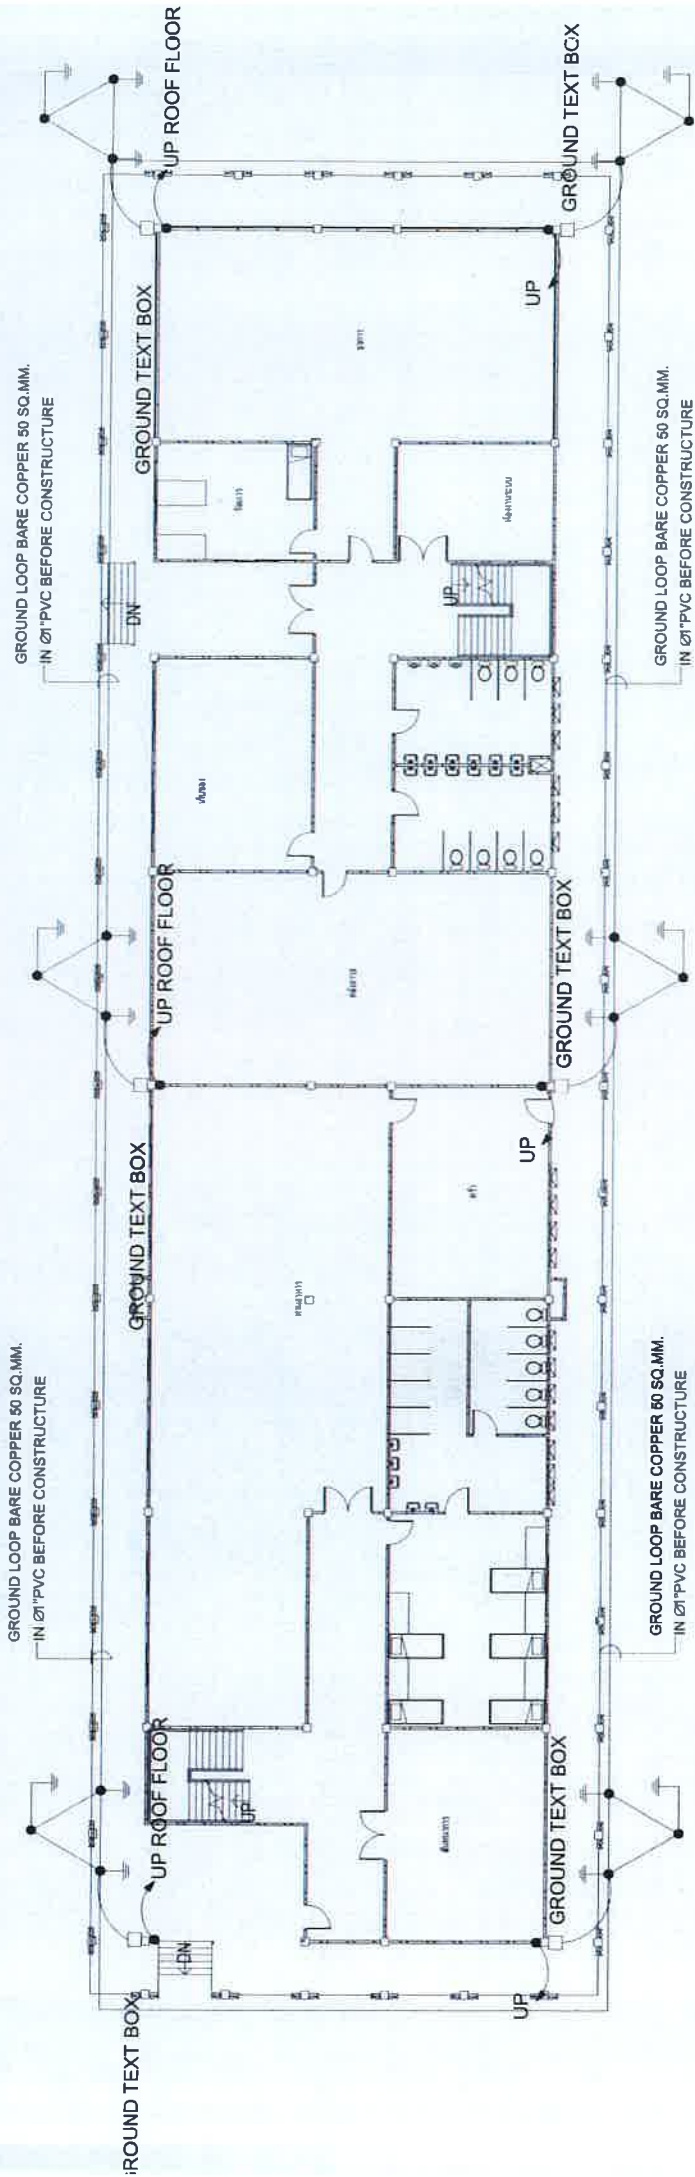 UP ROOF FLOOR
GROUND TEXT BOX
GROUND TEXT BOX
UP
GROUND LOOP BARE COPPER 50 SQ.MM.
IN Ø1"PVC BEFORE CONSTRUCTURE
GROUND LOOP BARE COPPER 50 SQ.MM.
IN Ø1"PVC BEFORE CONSTRUCTURE
DN
UP
UP ROOF FLOOR
GROUND TEXT BOX
GROUND TEXT BOX
UP
ครัว
GROUND LOOP BARE COPPER 50 SQ.MM.
IN Ø1"PVC BEFORE CONSTRUCTURE
GROUND LOOP BARE COPPER 50 SQ.MM.
IN Ø1"PVC BEFORE CONSTRUCTURE
UP ROOF FLOOR
UP
GROUND TEXT BOX
DN
GROUND TEXT BOX
UP